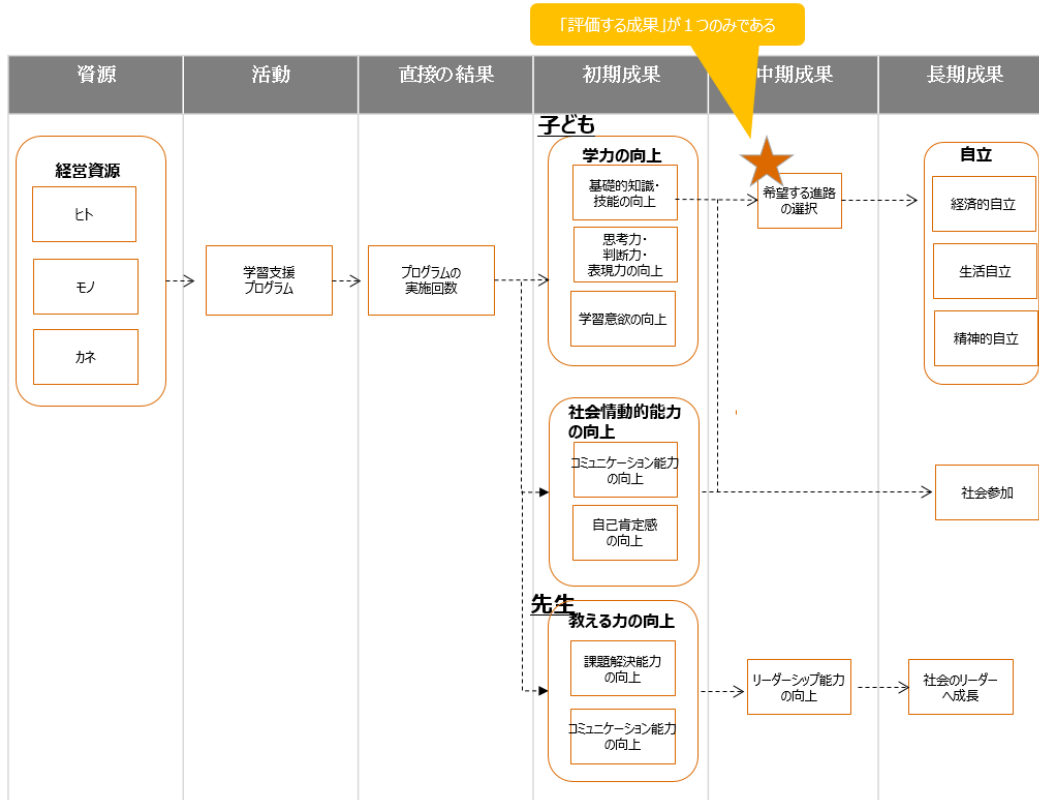 「評価する成果」が１つのみである
資源
活動
直接の結果
初期成果
中期成果
長期成果
経営資源
ヒト
モノ
カネ
学習支援
プログラム
プログラムの
実施回数
子ども
学力の向上
基礎的知識・
技能の向上
思考力・
判断力・
表現力の向上
学習意欲の向上
希望する進路
の選択
自立
経済的自立
生活自立
精神的自立
社会情動的能力
の向上
コミュニケーション能力
の向上
自己肯定感
の向上
社会参加
先生
教える力の向上
課題解決能力
の向上
コミュニケーション能力
の向上
リーダーシップ能力
の向上
社会のリーダー
へ成長